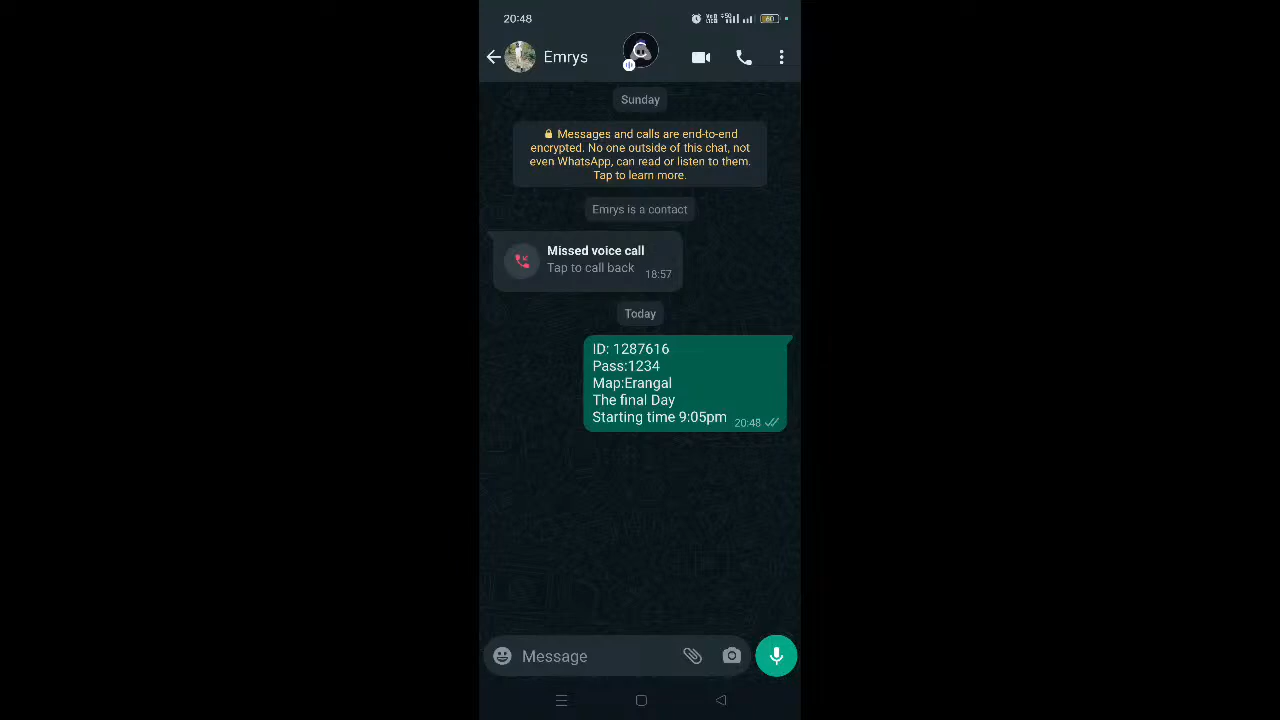 20:48
60
Emrys
Sunday
Messages and calls are end-to-end
encrypted. No one outside of this chat, not
even WhatsApp, can read or listen to them.
Tap to learn more.
Emrys is a contact
Missed voice call
Tap to call back
18:57
Today
ID: 1287616
Pass:1234
Map:Erangal
The final Day
Starting time 9:05pm
20:48
Message